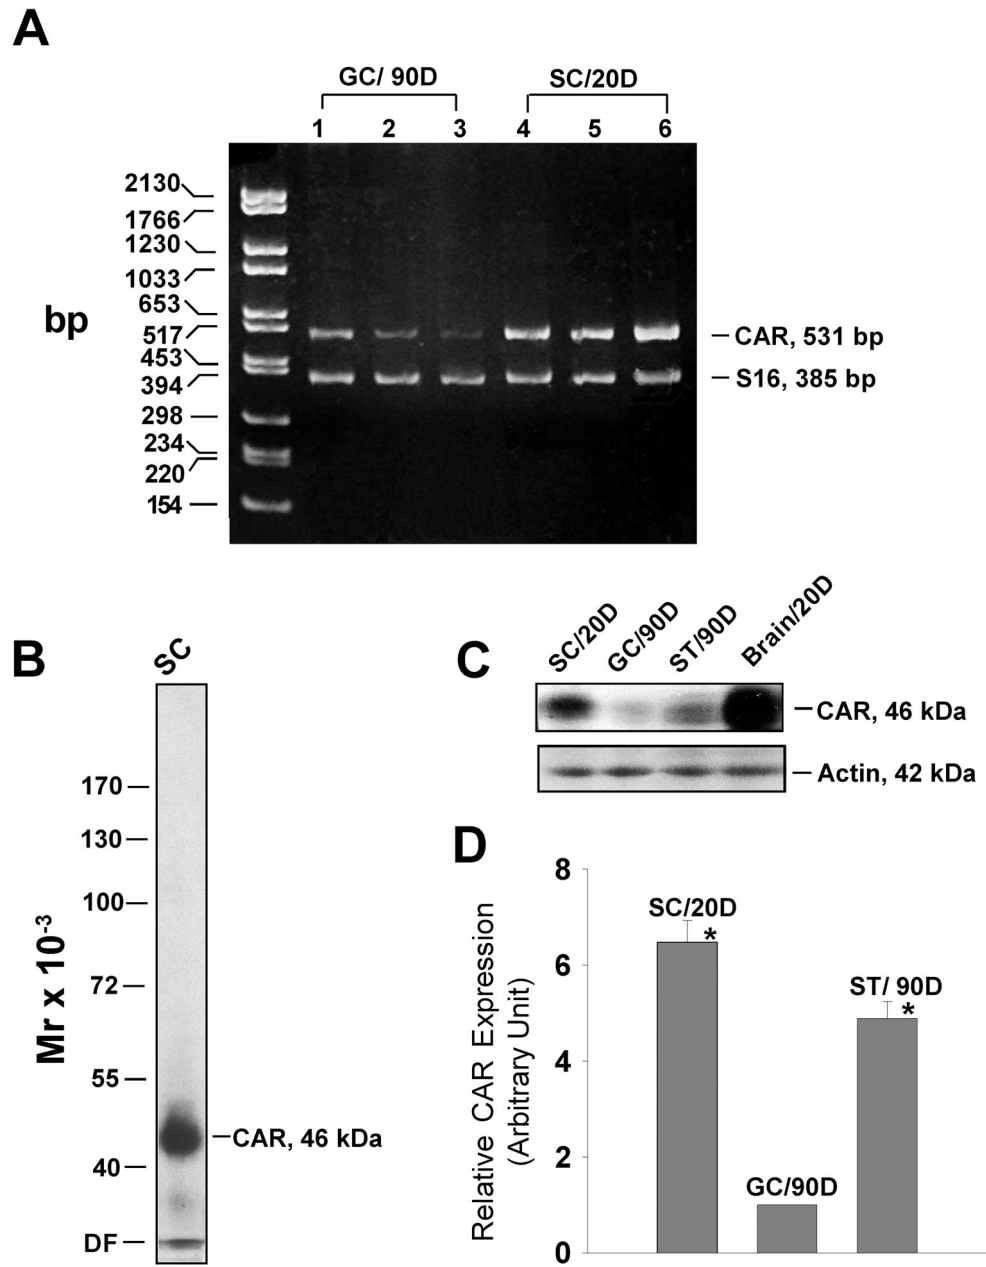 A
GC/ 90D
SC/20D
1 2 3 4 5 6
bp
2130
1766
1230
1033
653
517
453
394
298
234
220
154
CAR, 531 bp
S16, 385 bp
B
SC
Mr x 10-3
170
130
100
72
55
40
DF
CAR, 46 kDa
C
SC/20D
GC/90D
ST/90D
Brain/20D
CAR, 46 kDa
Actin, 42 kDa
D
Relative CAR Expression
(Arbitrary Unit)
8
6
4
2
0
SC/20D
*
GC/90D
ST/ 90D
*